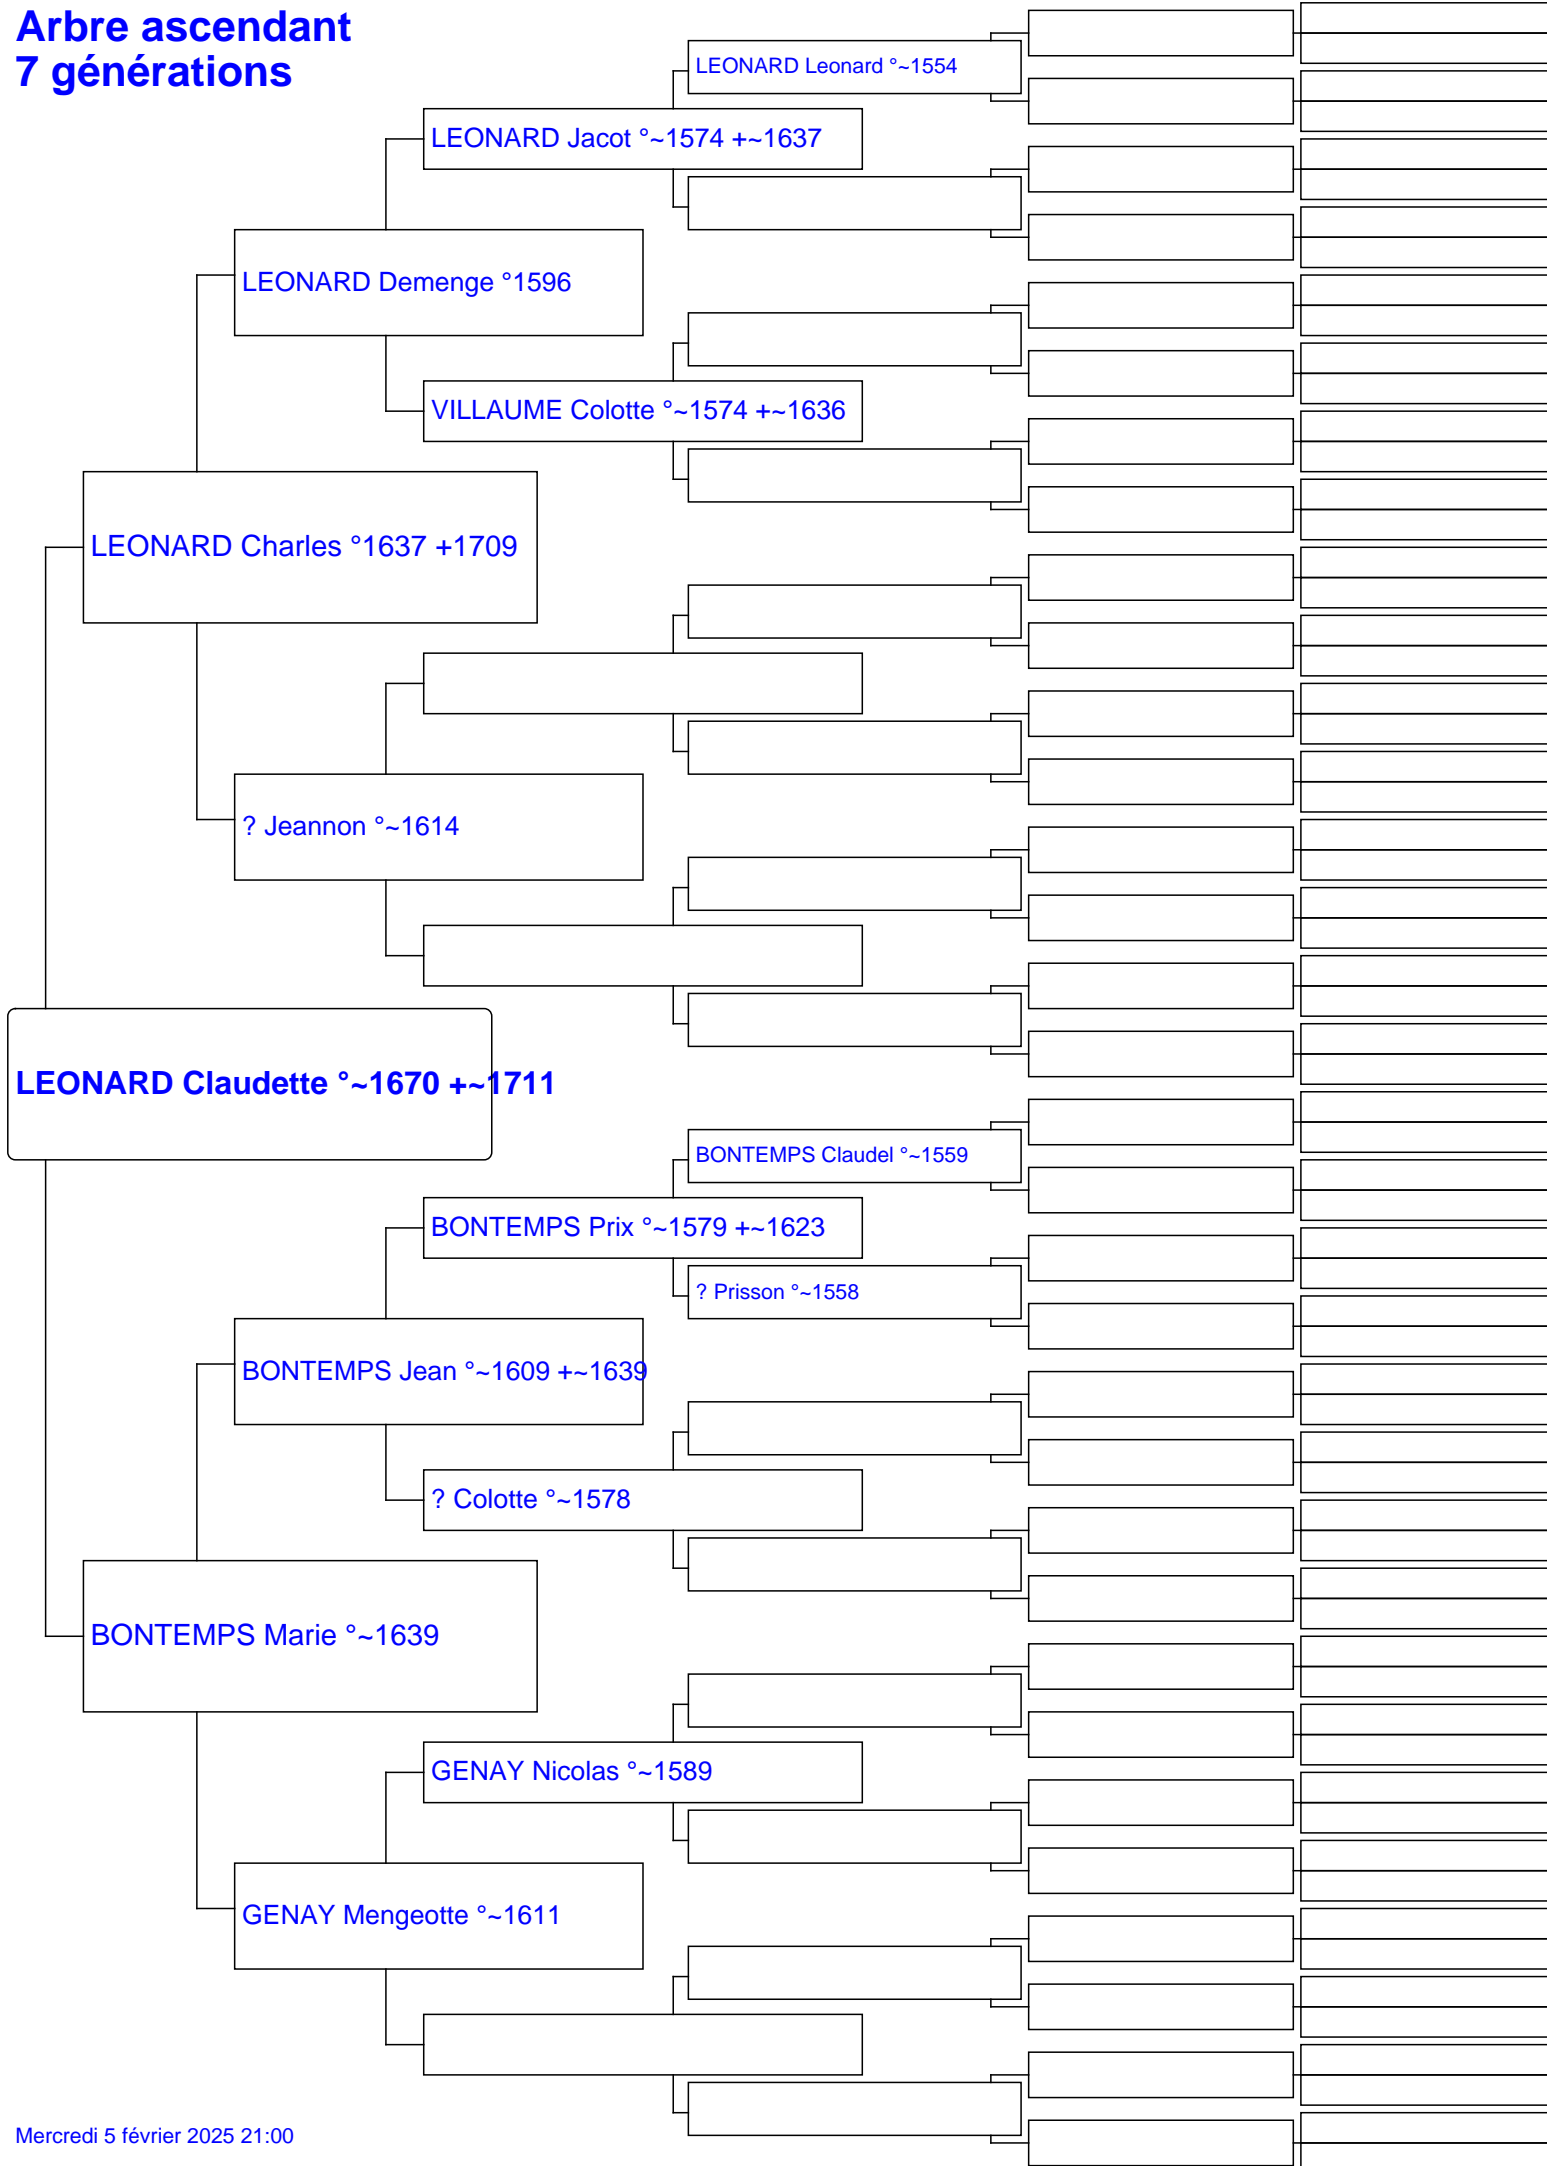 Arbre ascendant
7 générations
LEONARD Leonard °~1554
LEONARD Jacot °~1574 +~1637
LEONARD Demenge °1596
VILLAUME Colotte °~1574 +~1636
LEONARD Charles °1637 +1709
? Jeannon °~1614
LEONARD Claudette °~1670 +~1711
BONTEMPS Claudel °~1559
BONTEMPS Prix °~1579 +~1623
? Prisson °~1558
BONTEMPS Jean °~1609 +~1639
? Colotte °~1578
BONTEMPS Marie °~1639
GENAY Nicolas °~1589
GENAY Mengeotte °~1611
Mercredi 5 février 2025 21:00